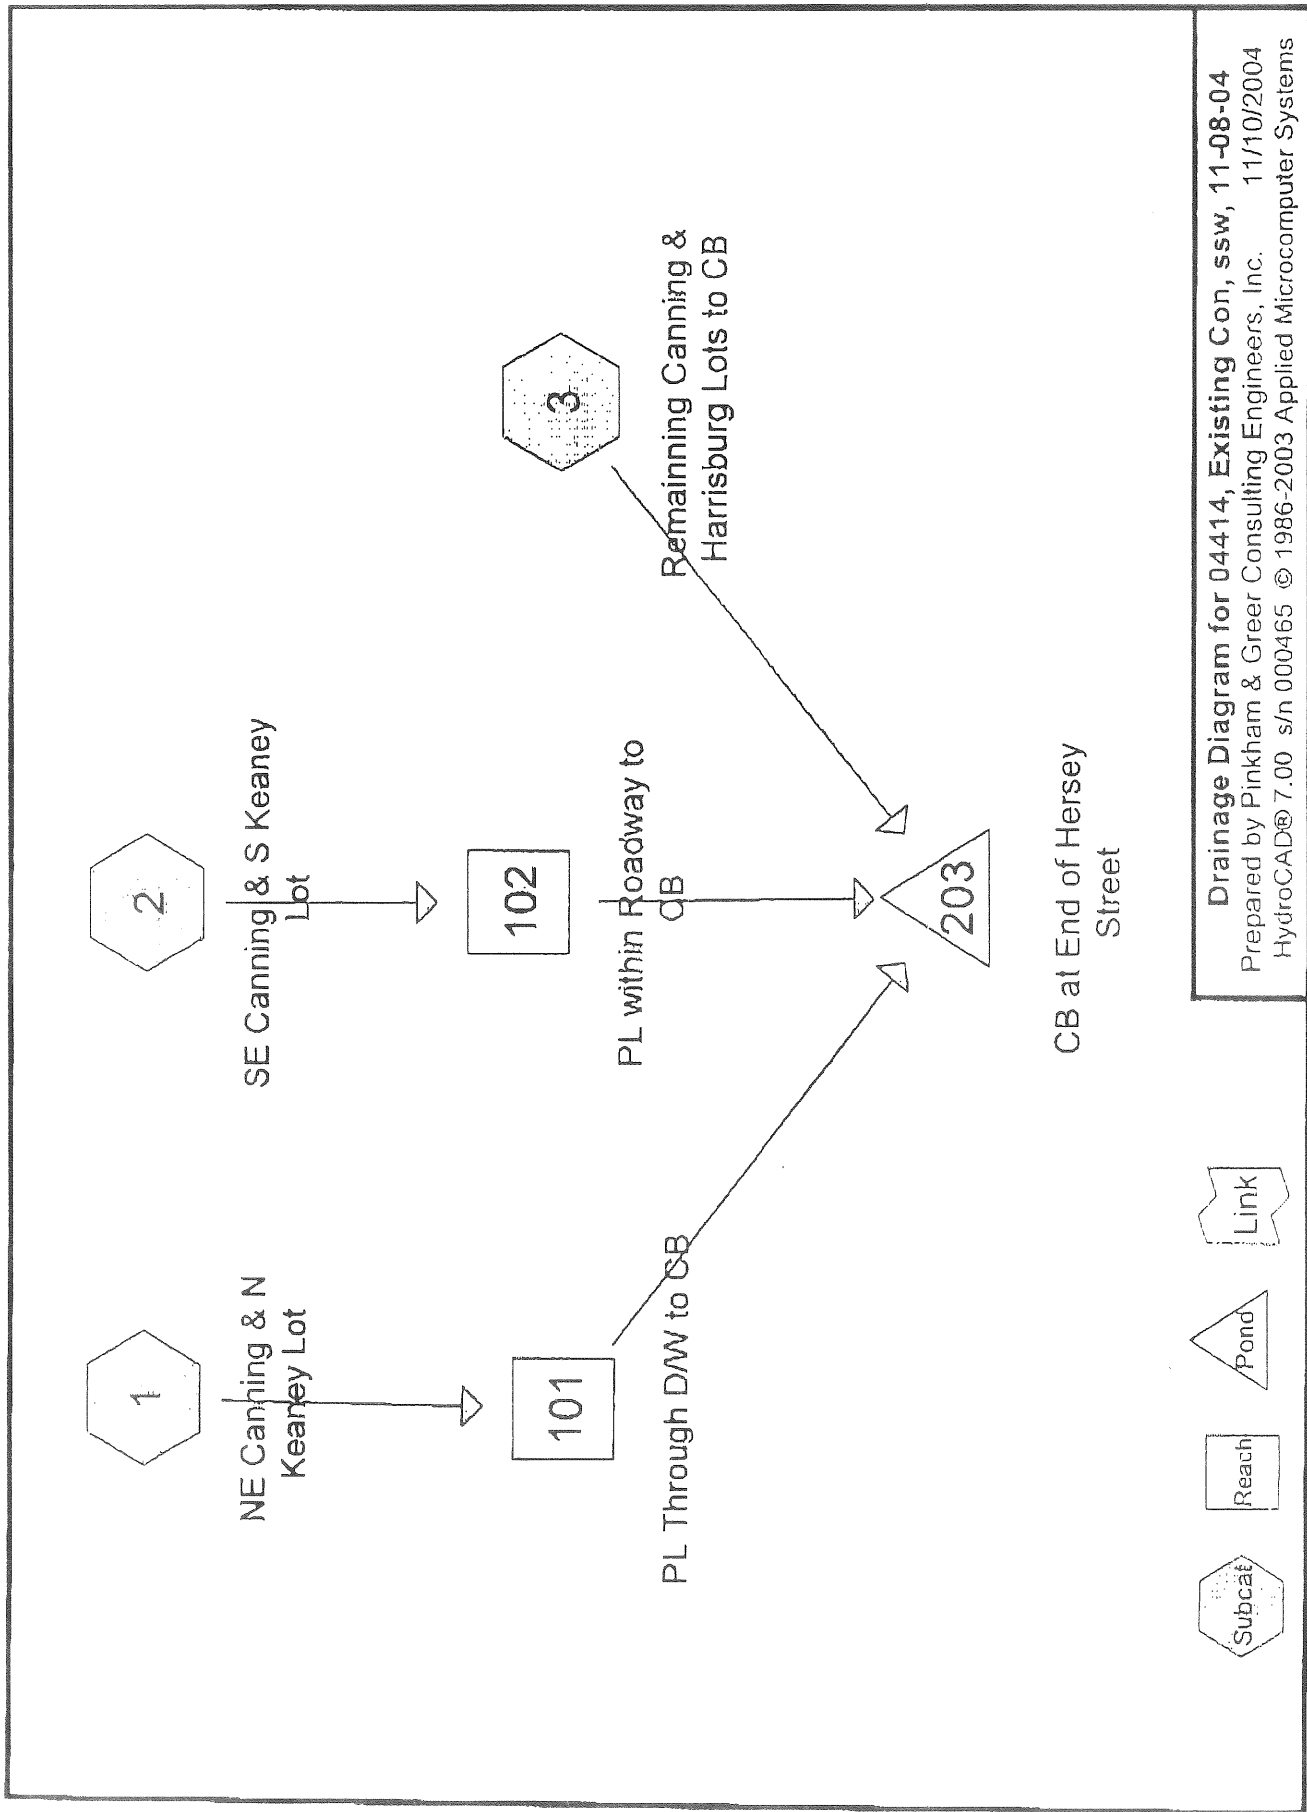 1
NE Canning & N
Keaney Lot
2
SE Canning & S Keaney
Lot
101
PL Through D/W to CB
102
PL within Roadway to
CB
3
Remainning Canning &
Harrisburg Lots to CB
203
CB at End of Hersey
Street
Subcat
Reach
Pond
Link
Drainage Diagram for 04414, Existing Con, ssw, 11-08-04
Prepared by Pinkham & Greer Consulting Engineers, Inc. 11/10/2004
HydroCAD® 7.00 s/n 000465 © 1986-2003 Applied Microcomputer Systems